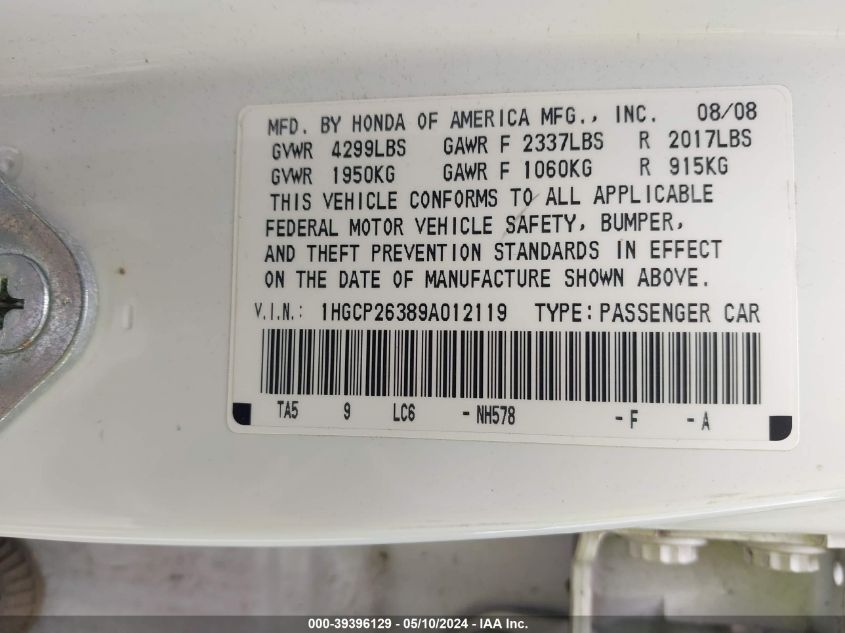 MFD. BY HONDA OF AMERICA MFG., INC. 08/08
GVWR 4299LBS GAWR F 2337LBS R 2017LBS
GVWR 1950KG GAWR F 1060KG R 915KG
THIS VEHICLE CONFORMS TO ALL APPLICABLE
FEDERAL MOTOR VEHICLE SAFETY, BUMPER,
AND THEFT PREVENTION STANDARDS IN EFFECT
ON THE DATE OF MANUFACTURE SHOWN ABOVE.
V.I.N.: 1HGCP26389A012119 TYPE: PASSENGER CAR
TA5 9 LC6 -NH578 -F -A
000-39396129 - 05/10/2024 - IAA Inc.